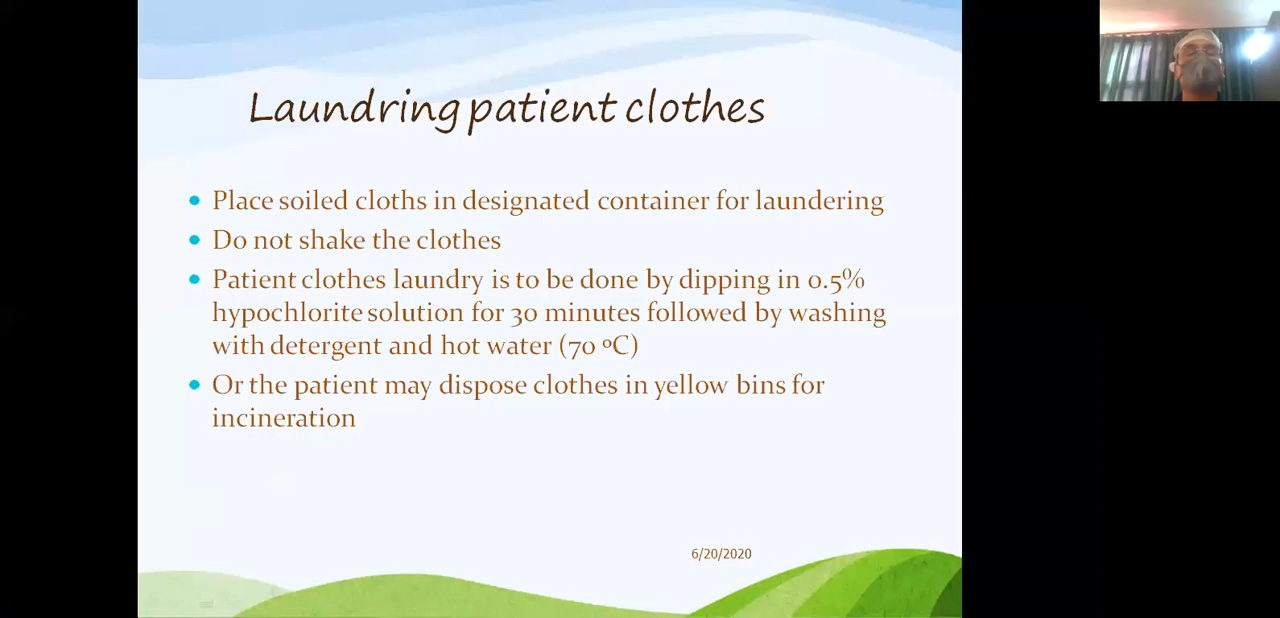 Laundring patient clothes
Place soiled cloths in designated container for laundering
Do not shake the clothes
Patient clothes laundry is to be done by dipping in 0.5%
hypochlorite solution for 30 minutes followed by washing
with detergent and hot water (70 ºC)
Or the patient may dispose clothes in yellow bins for
incineration
6/20/2020